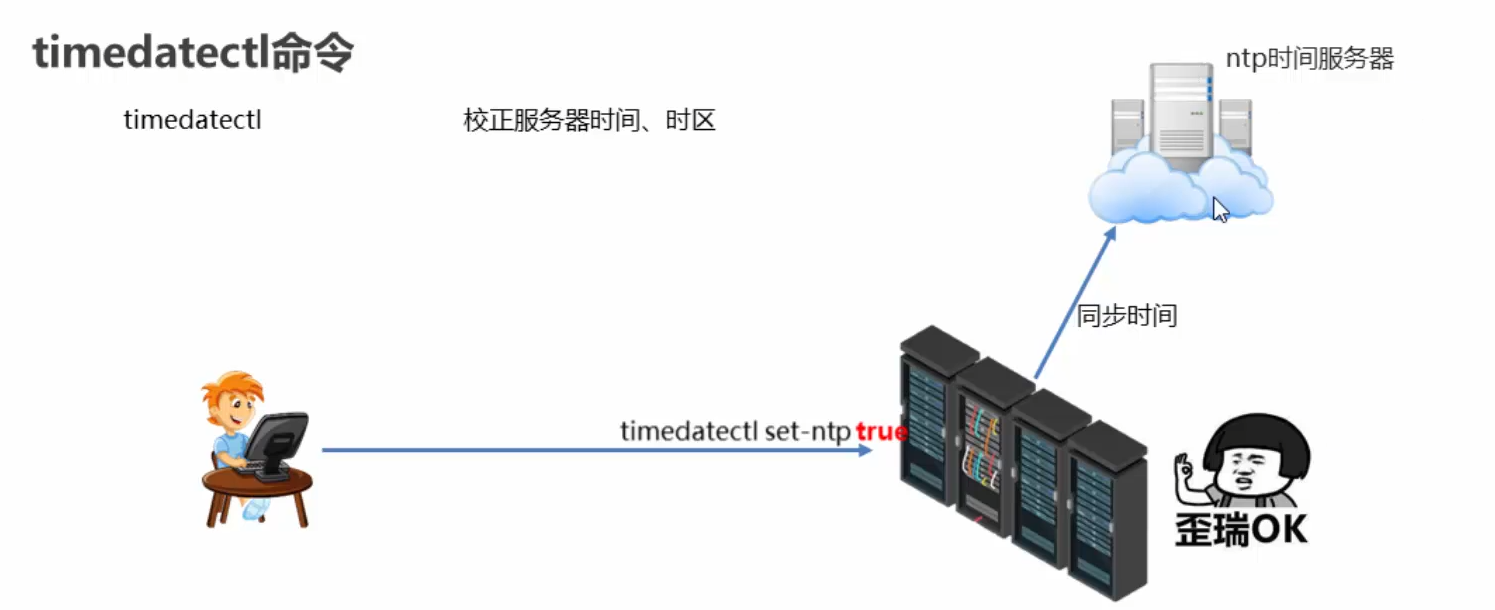 timedatectl命令
ntp时间服务器
timedatectl 校正服务器时间、时区
同步时间
timedatectl set-ntp true
歪瑞OK